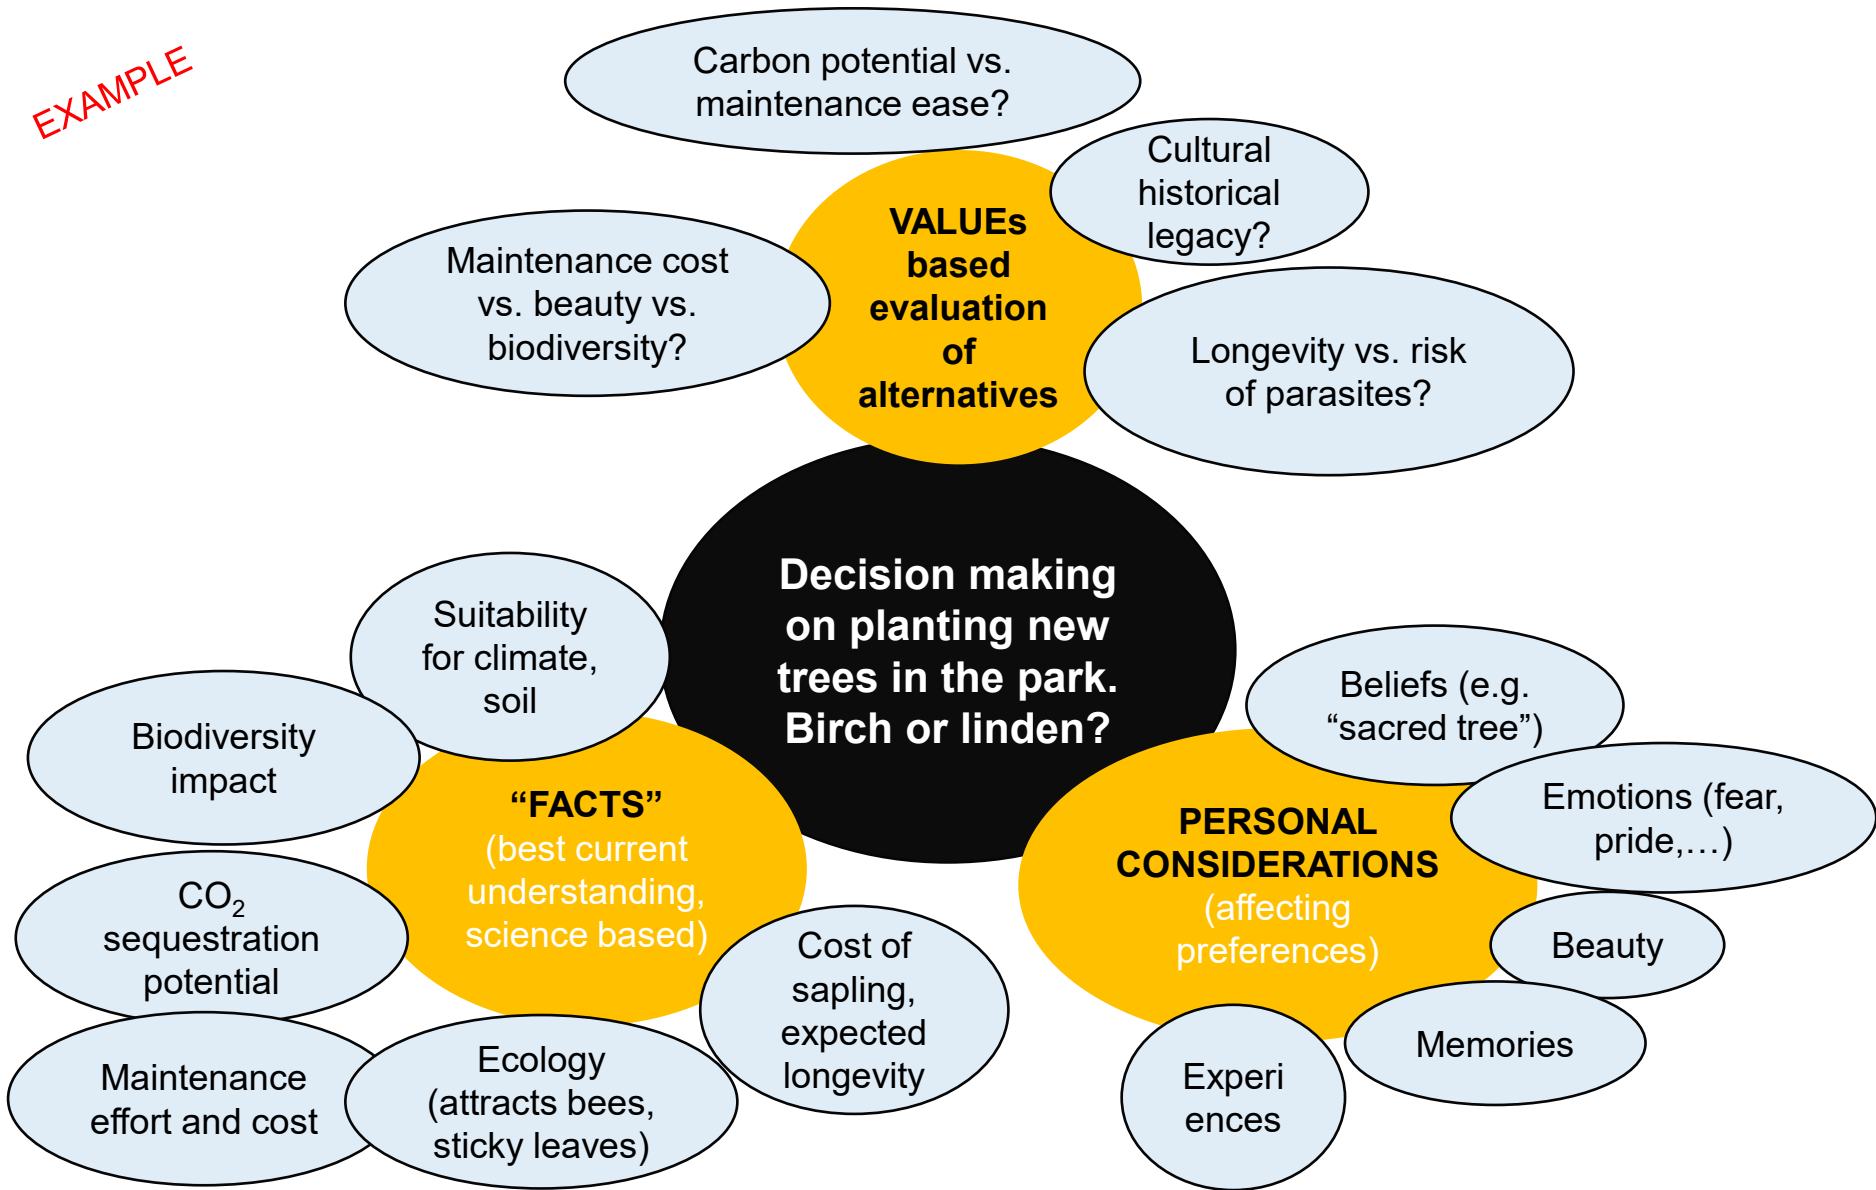 EXAMPLE
Carbon potential vs.
maintenance ease?
Cultural
historical
legacy?
VALUEs
based
evaluation
of
alternatives
Maintenance cost
vs. beauty vs.
biodiversity?
Longevity vs. risk
of parasites?
Decision making
on planting new
trees in the park.
Birch or linden?
Suitability
for climate,
soil
Biodiversity
impact
“FACTS”
(best current
understanding,
science based)
CO₂
sequestration
potential
Maintenance
effort and cost
Ecology
(attracts bees,
sticky leaves)
Cost of
sapling,
expected
longevity
Beliefs (e.g.
“sacred tree”)
Emotions (fear,
pride,…)
PERSONAL
CONSIDERATIONS
(affecting
preferences)
Beauty
Memories
Experi
ences